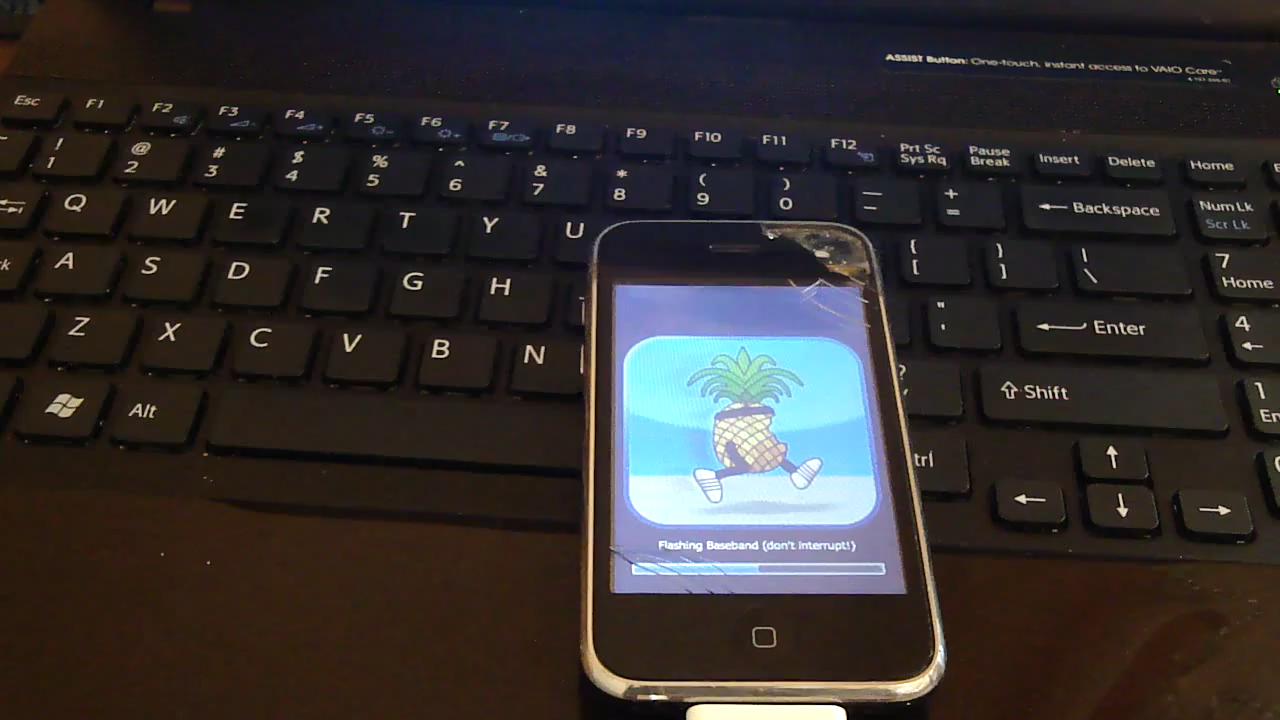 ASSIST Button: One-touch, instant access to VAIO Care™
Esc F1 F2 F3 F4 F5 F6 F7 F8 F9 F10 F11 F12 Prt Sc Sys Rq Pause Break Insert Delete Home
! 1 @ 2 # 3 $ 4 % 5 ^ 6 & 7 * 8 ( 9 ) 0 — – + = ← Backspace Num Lk Scr Lk
Q W E R T Y U { [ } ] | \ 7 Home
A S D F G H " ' Enter 4 ←
Z X C V B N ? ⇧ Shift 1
Alt ctrl ↑
← ↓ →
Flashing Baseband (don't interrupt!)